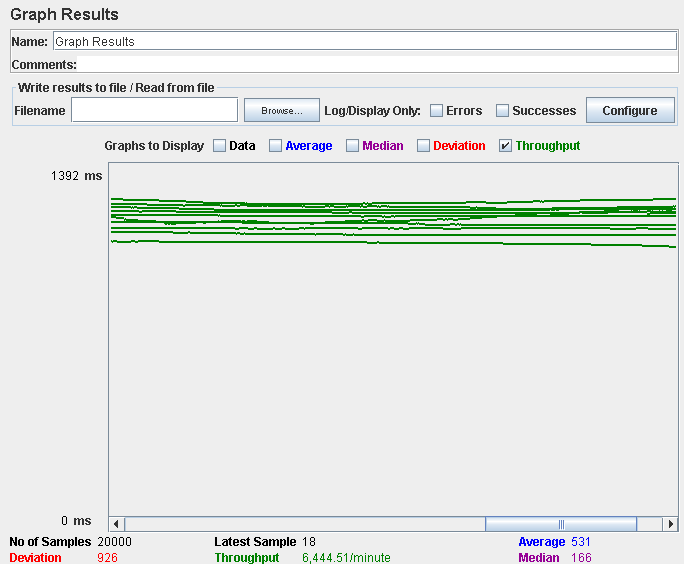 Graph Results
Name: Graph Results
Comments:
Write results to file / Read from file
Filename Browse... Log/Display Only: Errors Successes Configure
Graphs to Display Data Average Median Deviation Throughput
1392 ms
0 ms
No of Samples 20000 Latest Sample 18 Average 531
Deviation 926 Throughput 6,444.51/minute Median 166